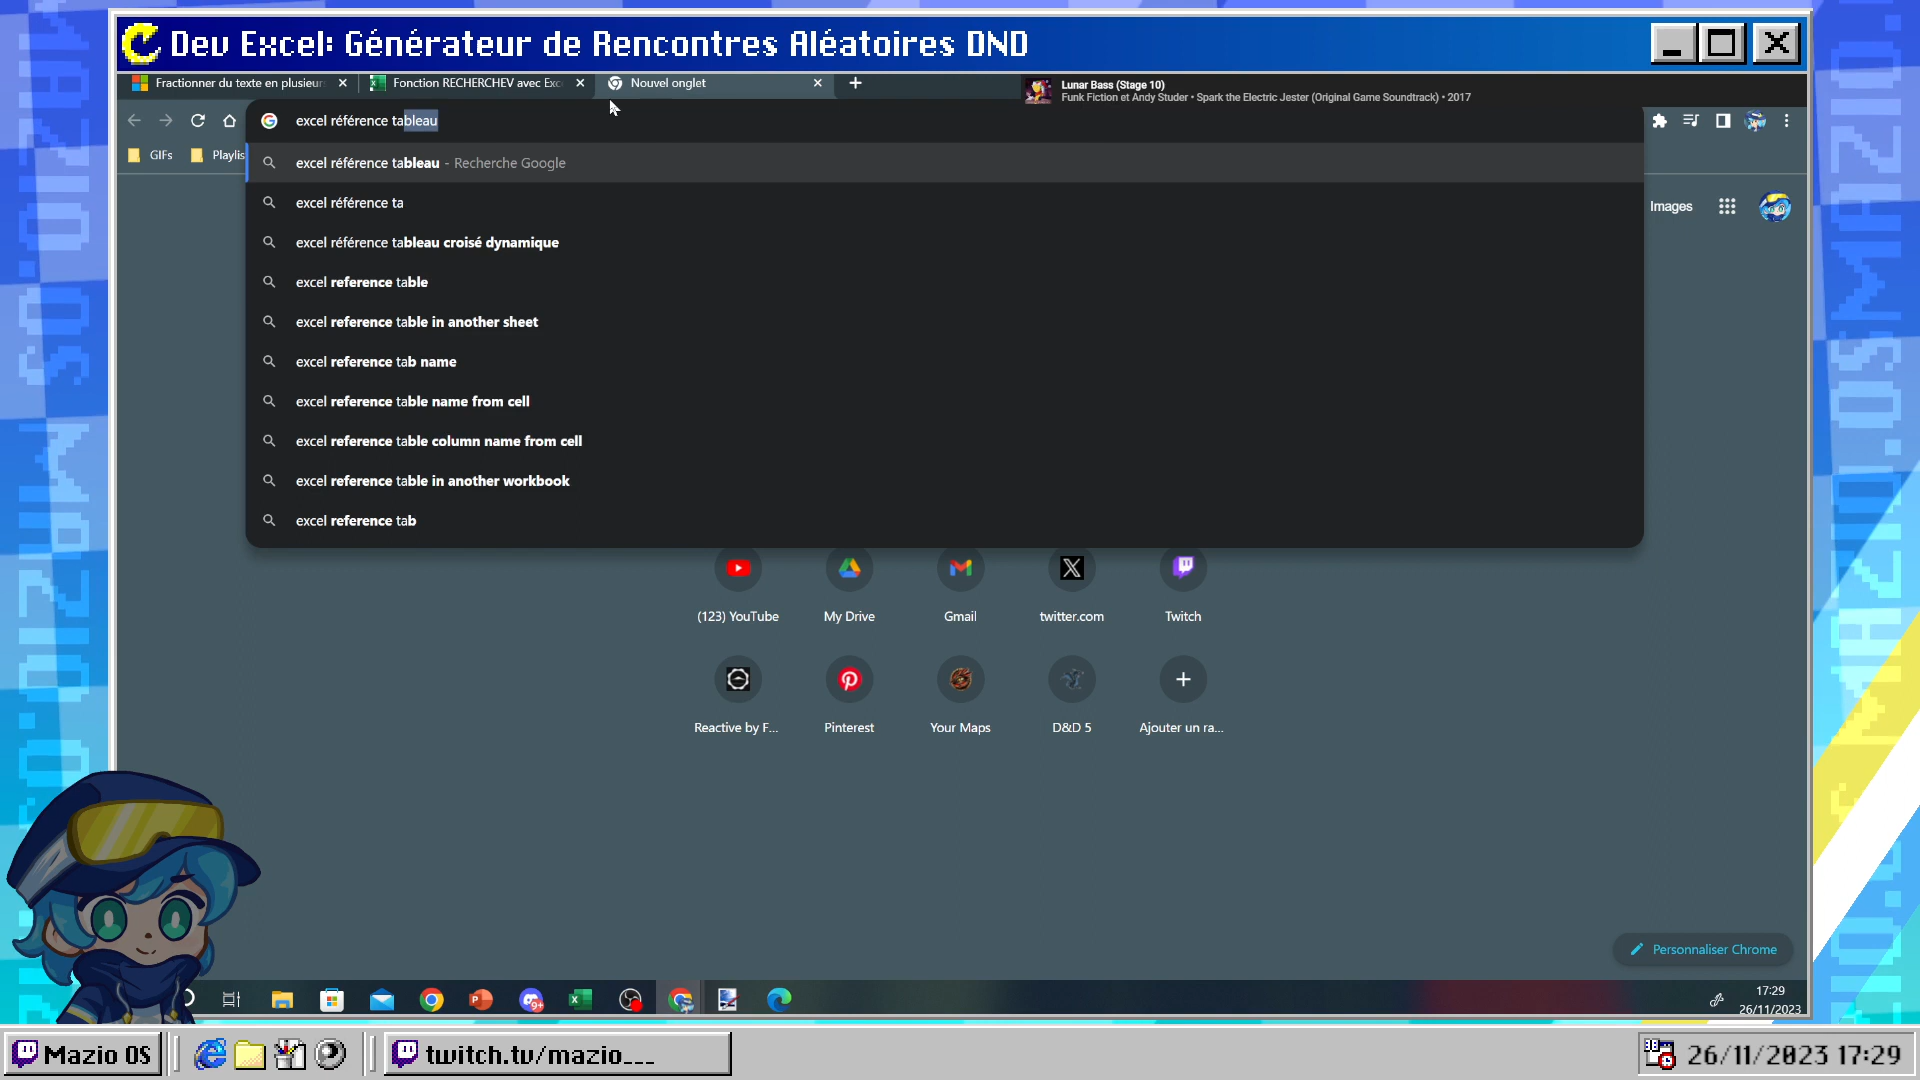 Dev Excel: Générateur de Rencontres Aléatoires DND
Fractionner du texte en plusieur
Fonction RECHERCHEV avec Exc
Nouvel onglet
Lunar Bass (Stage 10)
Funk Fiction et Andy Studer • Spark the Electric Jester (Original Game Soundtrack) • 2017
excel référence tableau
GIFs
Playlis
excel référence tableau - Recherche Google
excel référence ta
excel référence tableau croisé dynamique
excel reference table
excel reference table in another sheet
excel reference tab name
excel reference table name from cell
excel reference table column name from cell
excel reference table in another workbook
excel reference tab
Images
(123) YouTube
My Drive
Gmail
twitter.com
Twitch
Reactive by F...
Pinterest
Your Maps
D&D 5
Ajouter un ra...
Personnaliser Chrome
17:29
26/11/2023
Mazio OS
twitch.tv/mazio___
26/11/2023 17:29